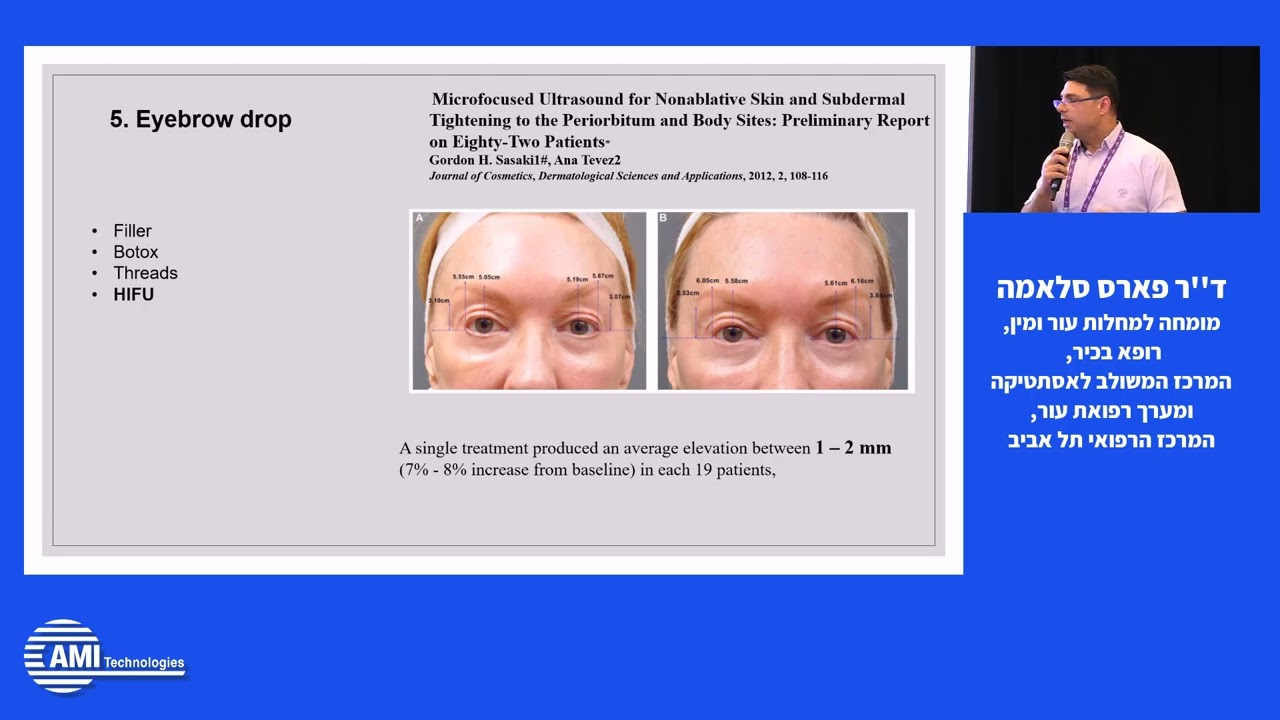 5. Eyebrow drop
Filler
Botox
Threads
HIFU
Microfocused Ultrasound for Nonablative Skin and Subdermal
Tightening to the Periorbitum and Body Sites: Preliminary Report
on Eighty-Two Patients*
Gordon H. Sasaki1#, Ana Tevez2
Journal of Cosmetics, Dermatological Sciences and Applications, 2012, 2, 108-116
A
5.55cm 5.05cm 5.19cm 5.67cm
3.10cm 3.07cm
B
6.05cm 5.58cm 5.61cm 6.16cm
3.53cm
A single treatment produced an average elevation between 1 – 2 mm
(7% - 8% increase from baseline) in each 19 patients,
ד''ר פארס סלאמה
מומחה למחלות עור ומין,
רופא בכיר,
המרכז המשולב לאסתטיקה
ומערך רפואת עור,
המרכז הרפואי תל אביב
AMI Technologies